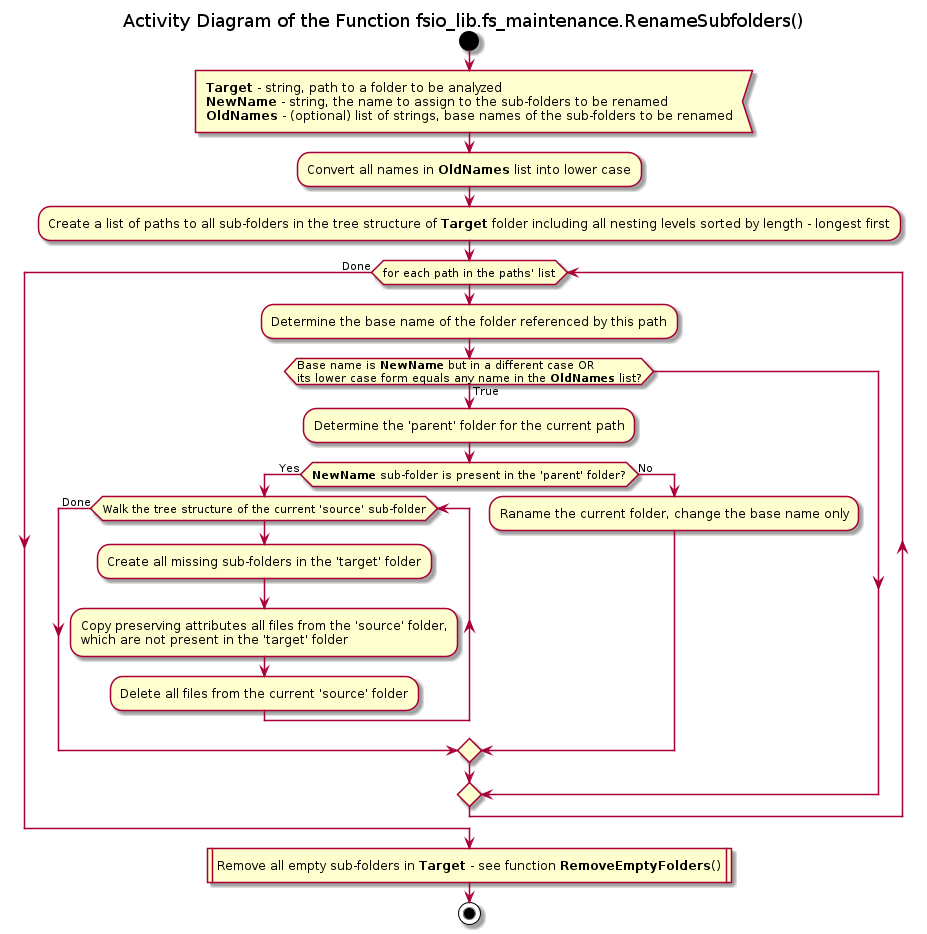 Activity Diagram of the Function fsio_lib.fs_maintenance.RenameSubfolders()
Target - string, path to a folder to be analyzed
NewName - string, the name to assign to the sub-folders to be renamed
OldNames - (optional) list of strings, base names of the sub-folders to be renamed
Convert all names in OldNames list into lower case
Create a list of paths to all sub-folders in the tree structure of Target folder including all nesting levels sorted by length - longest first
Done
for each path in the paths' list
Determine the base name of the folder referenced by this path
Base name is NewName but in a different case OR
its lower case form equals any name in the OldNames list?
True
Determine the 'parent' folder for the current path
Yes
NewName sub-folder is present in the 'parent' folder?
No
Done
Walk the tree structure of the current 'source' sub-folder
Raname the current folder, change the base name only
Create all missing sub-folders in the 'target' folder
Copy preserving attributes all files from the 'source' folder,
which are not present in the 'target' folder
Delete all files from the current 'source' folder
Remove all empty sub-folders in Target - see function RemoveEmptyFolders()